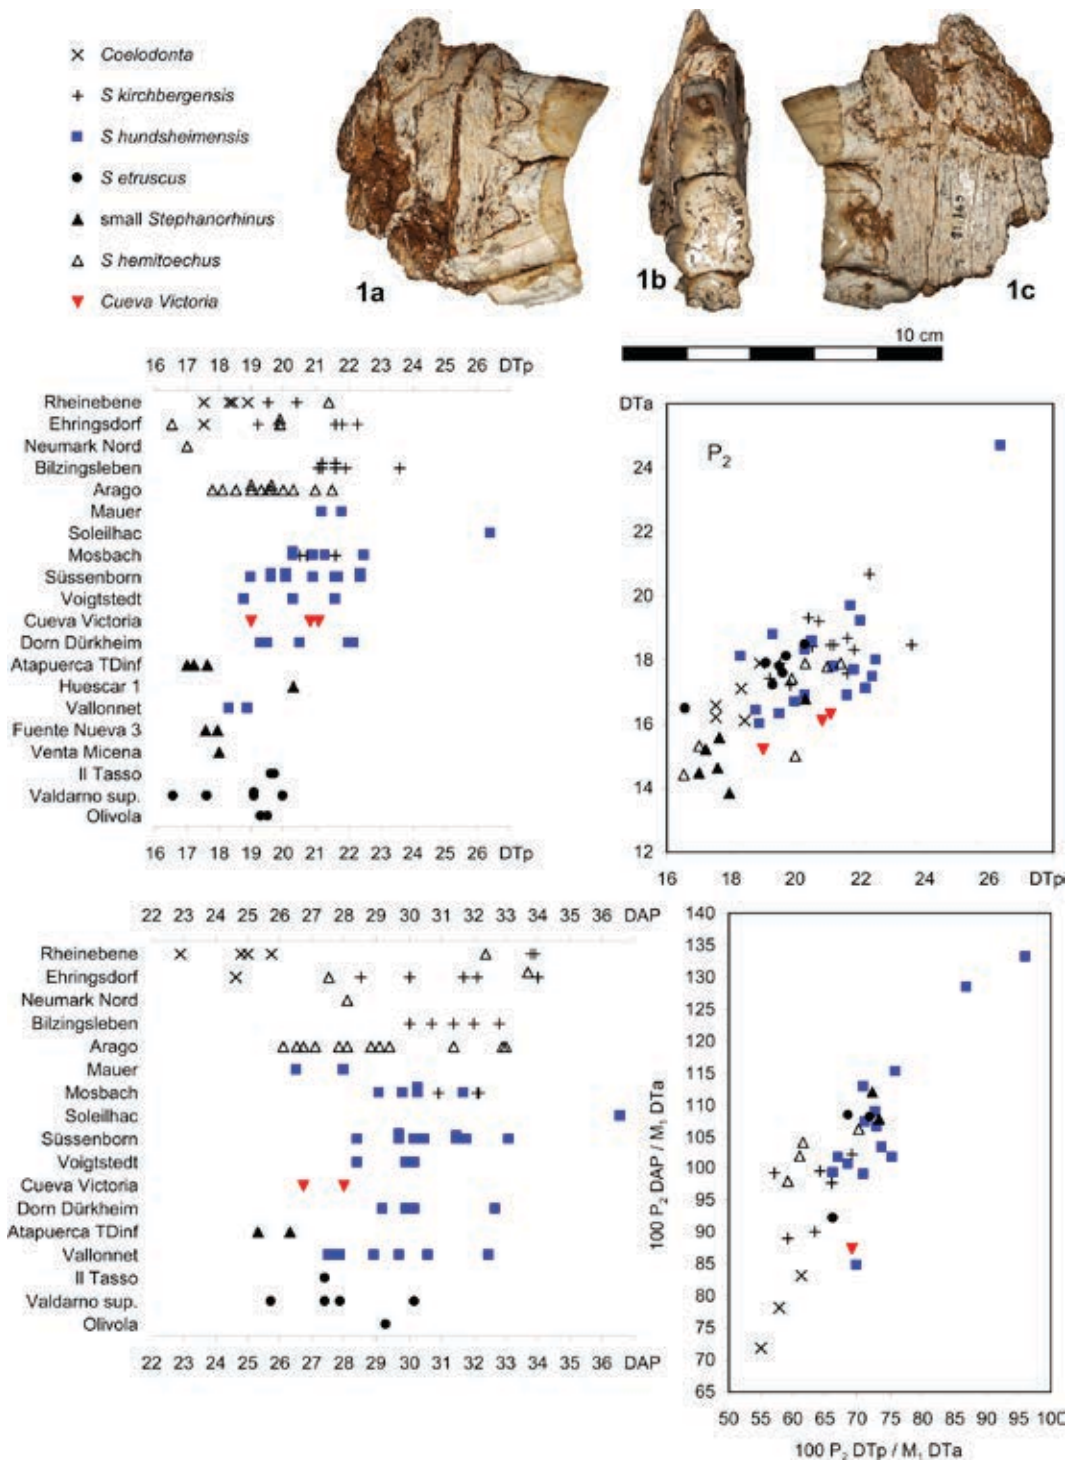 Coelodonta
S kirchbergensis
S hundsheimensis
S etruscus
small Stephanorhinus
S hemitoechus
Cueva Victoria
1a
1b
1c
10 cm
16 17 18 19 20 21 22 23 24 25 26 DTp
Rheinebene
Ehringsdorf
Neumark Nord
Bilzingsleben
Arago
Mauer
Soleilhac
Mosbach
Süssenborn
Voigtstedt
Cueva Victoria
Dorn Dürkheim
Atapuerca TDinf
Huescar 1
Vallonnet
Fuente Nueva 3
Venta Micena
Il Tasso
Valdarno sup.
Olivola
16 17 18 19 20 21 22 23 24 25 26 DTp
DTa
P2
24
22
20
18
16
14
12
16 18 20 22 24 26 DTp
22 23 24 25 26 27 28 29 30 31 32 33 34 35 36 DAP
Rheinebene
Ehringsdorf
Neumark Nord
Bilzingsleben
Arago
Mauer
Mosbach
Soleilhac
Süssenborn
Voigtstedt
Cueva Victoria
Dorn Dürkheim
Atapuerca TDinf
Vallonnet
Il Tasso
Valdarno sup.
Olivola
22 23 24 25 26 27 28 29 30 31 32 33 34 35 36 DAP
100 P2 DAP / M1 DTa
140
135
130
125
120
115
110
105
100
95
90
85
80
75
70
65
50 55 60 65 70 75 80 85 90 95 100
100 P2 DTp / M1 DTa